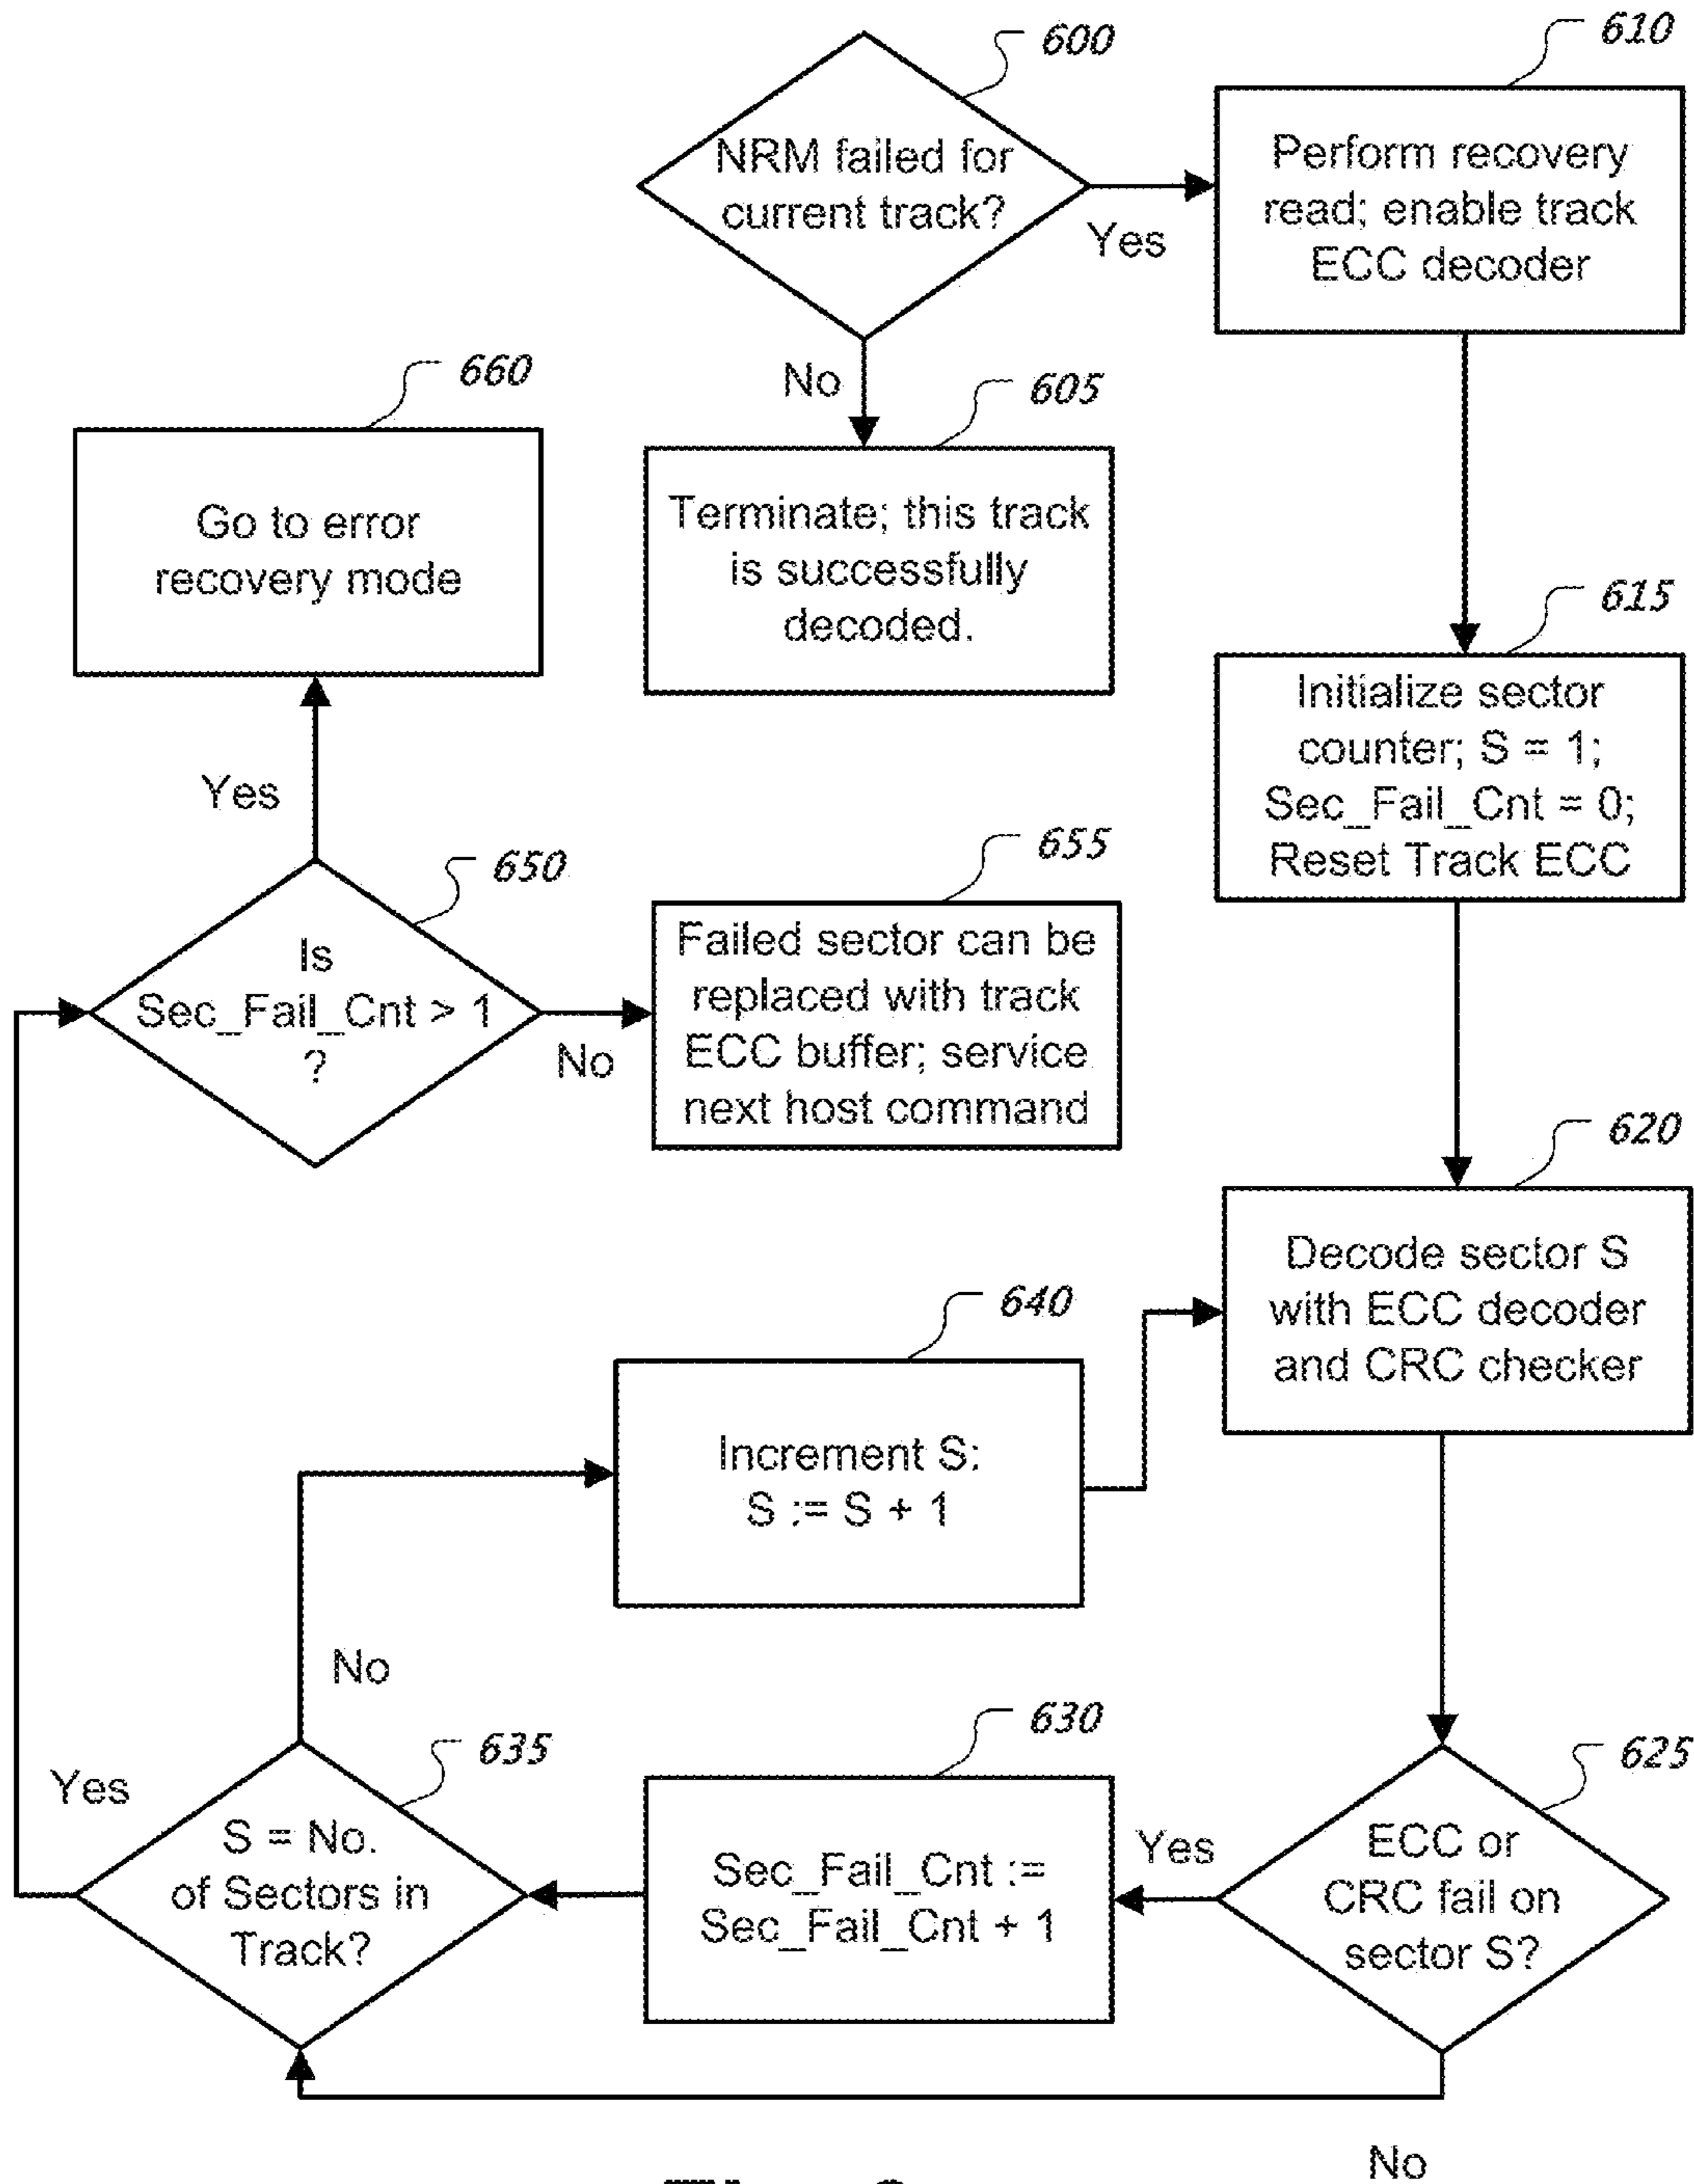 600
NRM failed for
current track?
Yes
No
610
Perform recovery
read; enable track
ECC decoder
605
Terminate; this track
is successfully
decoded.
660
Go to error
recovery mode
615
Initialize sector
counter; S = 1;
Sec_Fail_Cnt = 0;
Reset Track ECC
Yes
650
Is
Sec_Fail_Cnt > 1
?
No
655
Failed sector can be
replaced with track
ECC buffer; service
next host command
620
Decode sector S
with ECC decoder
and CRC checker
640
Increment S:
S := S + 1
No
635
Yes
S = No.
of Sectors in
Track?
630
Sec_Fail_Cnt :=
Sec_Fail_Cnt + 1
Yes
625
ECC or
CRC fail on
sector S?
No